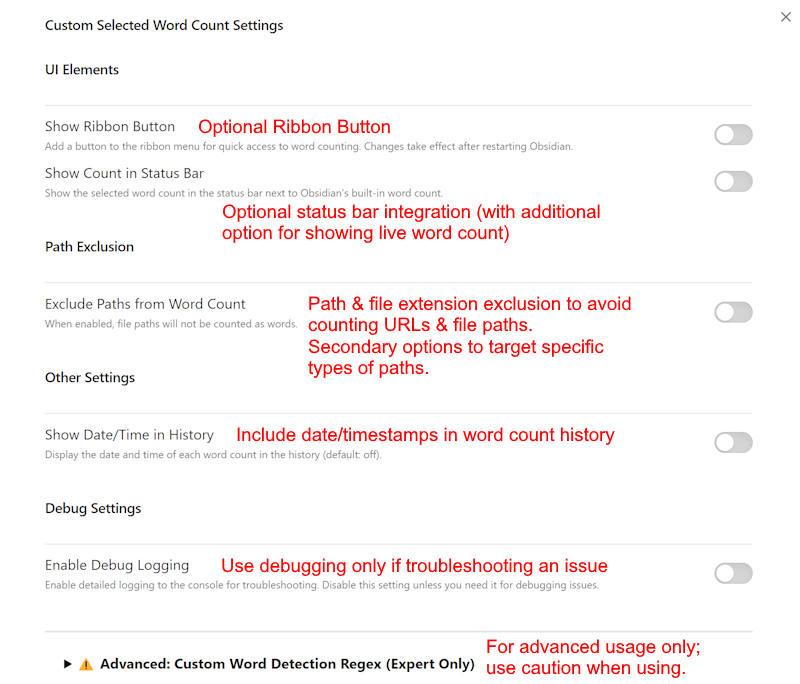 Custom Selected Word Count Settings
UI Elements
Show Ribbon Button
Optional Ribbon Button
Add a button to the ribbon menu for quick access to word counting. Changes take effect after restarting Obsidian.
Show Count in Status Bar
Show the selected word count in the status bar next to Obsidian's built-in word count.
Optional status bar integration (with additional
option for showing live word count)
Path Exclusion
Exclude Paths from Word Count
When enabled, file paths will not be counted as words.
Path & file extension exclusion to avoid
counting URLs & file paths.
Secondary options to target specific
types of paths.
Other Settings
Show Date/Time in History
Include date/timestamps in word count history
Display the date and time of each word count in the history (default: off).
Debug Settings
Enable Debug Logging
Use debugging only if troubleshooting an issue
Enable detailed logging to the console for troubleshooting. Disable this setting unless you need it for debugging issues.
Advanced: Custom Word Detection Regex (Expert Only)
For advanced usage only;
use caution when using.